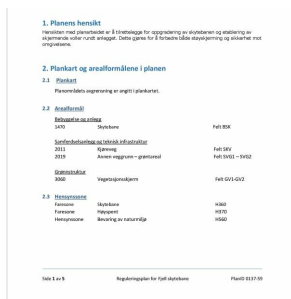 1. Planens hensikt
Hensikten med planarbeidet er å tilrettelegge for oppgradering av skytebanen og etablering av
skjermende voller rundt anlegget. Dette gjøres for å forbedre både støyskjerming og sikkerhet mot
omgivelsene.
2. Plankart og arealformålene i planen
2.1 Plankart
Planområdets avgrensning er angitt i plankartet.
2.2 Arealformål
Bebyggelse og anlegg
1470 Skytebane Felt BSK
Samferdselsanlegg og teknisk infrastruktur
2011 Kjøreveg Felt SKV
2019 Annen veggrunn – grøntareal Felt SVG1 – SVG2
Grønnstruktur
3060 Vegetasjonsskjerm Felt GV1-GV2
2.3 Hensynssone
Faresone Skytebane H360
Faresone Høyspent H370
Hensynssone Bevaring av naturmiljø H560
Side 1 av 5 Reguleringsplan for Fjell skytebane PlanID 0137-59